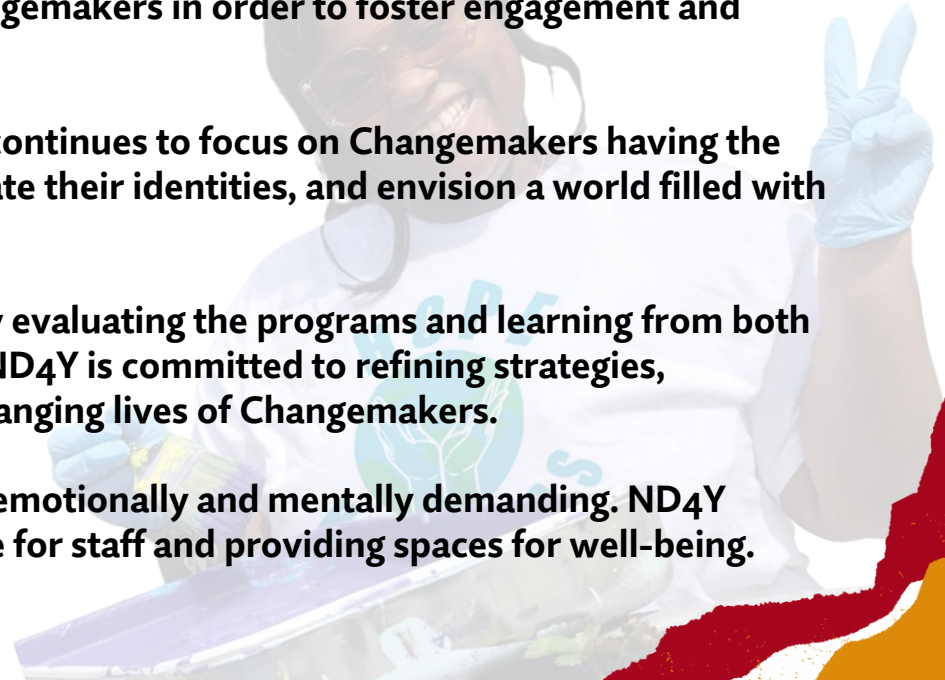 gemakers in order to foster engagement and
continues to focus on Changemakers having the
ate their identities, and envision a world filled with
evaluating the programs and learning from both
ND4Y is committed to refining strategies,
anging lives of Changemakers.
emotionally and mentally demanding. ND4Y
e for staff and providing spaces for well-being.
HOPE